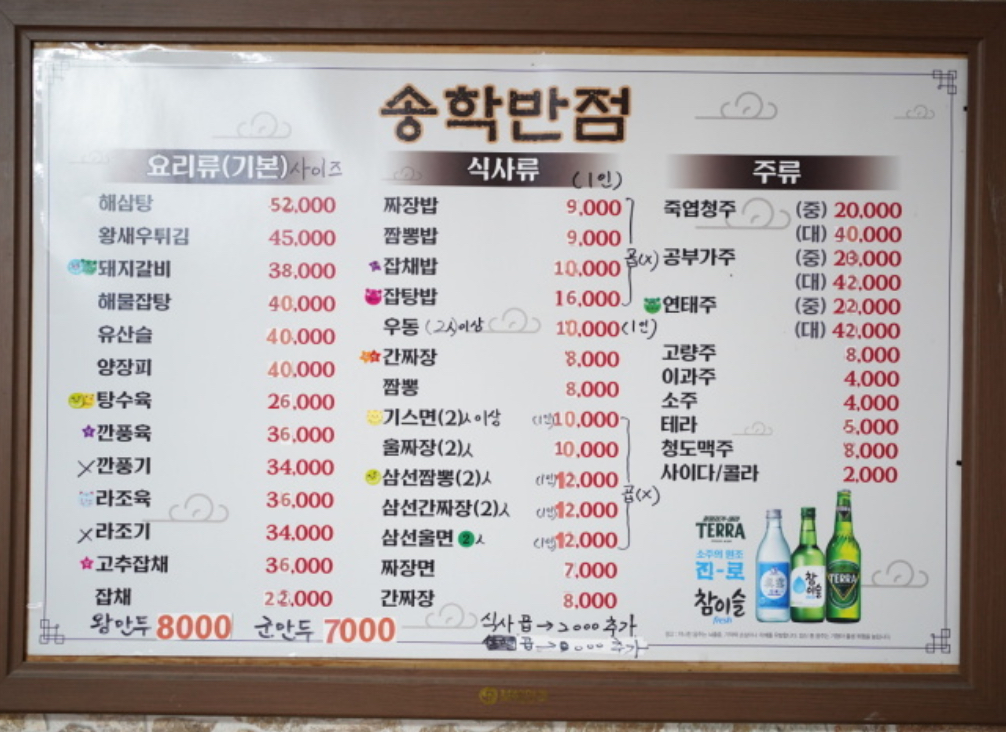 송학반점
요리류(기본)사이즈
해삼탕 52,000
왕새우튀김 45,000
돼지갈비 38,000
해물잡탕 40,000
유산슬 40,000
양장피 40,000
탕수육 26,000
깐풍육 36,000
X깐풍기 34,000
라조육 36,000
X라조기 34,000
고추잡채 36,000
잡채 22,000
왕만두 8000 군만두 7000
식사류
(1인)
짜장밥 9,000
짬뽕밥 9,000
잡채밥 10,000
잡탕밥 16,000
곱(x)
우동 (2人)이상 10,000(1인)
간짜장 8,000
짬뽕 8,000
기스면(2)人이상 (1인)10,000
울짜장(2)人 10,000
삼선짬뽕(2)人 (1인)12,000
삼선간짜장(2)人 (1인)12,000
삼선울면 2人 (1인)12,000
곱(x)
짜장면 7,000
간짜장 8,000
식사 곱→2000 추가
주류
죽엽청주 (중) 20,000
(대) 40,000
공부가주 (중) 23,000
(대) 42,000
연태주 (중) 22,000
(대) 42,000
고량주 8,000
이과주 4,000
소주 4,000
테라 5,000
청도맥주 8,000
사이다/콜라 2,000
TERRA
소주의 원조
진-로
참이슬
fresh
참이슬
TERRA